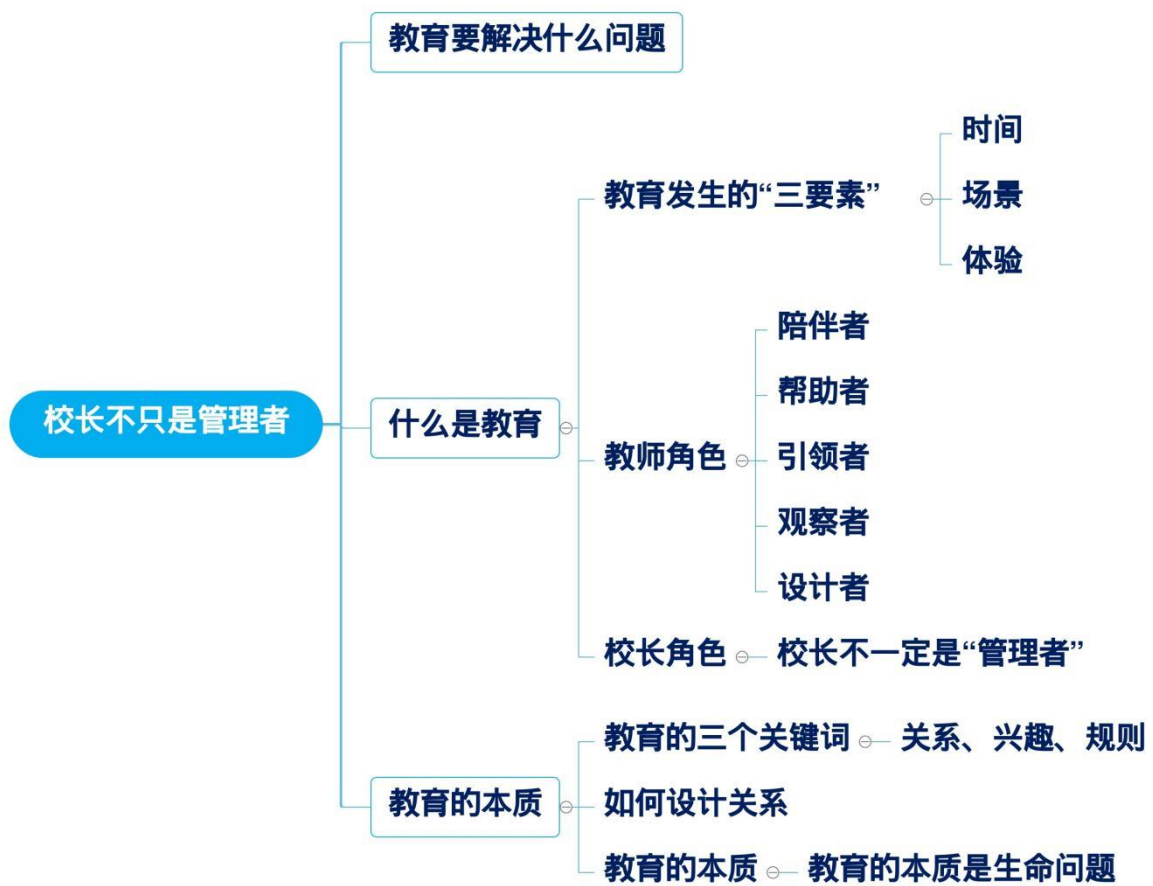 教育要解决什么问题
时间
教育发生的“三要素”
场景
体验
陪伴者
帮助者
校长不只是管理者
什么是教育
教师角色
引领者
观察者
设计者
校长角色
校长不一定是“管理者”
教育的三个关键词
关系、兴趣、规则
教育的本质
如何设计关系
教育的本质
教育的本质是生命问题